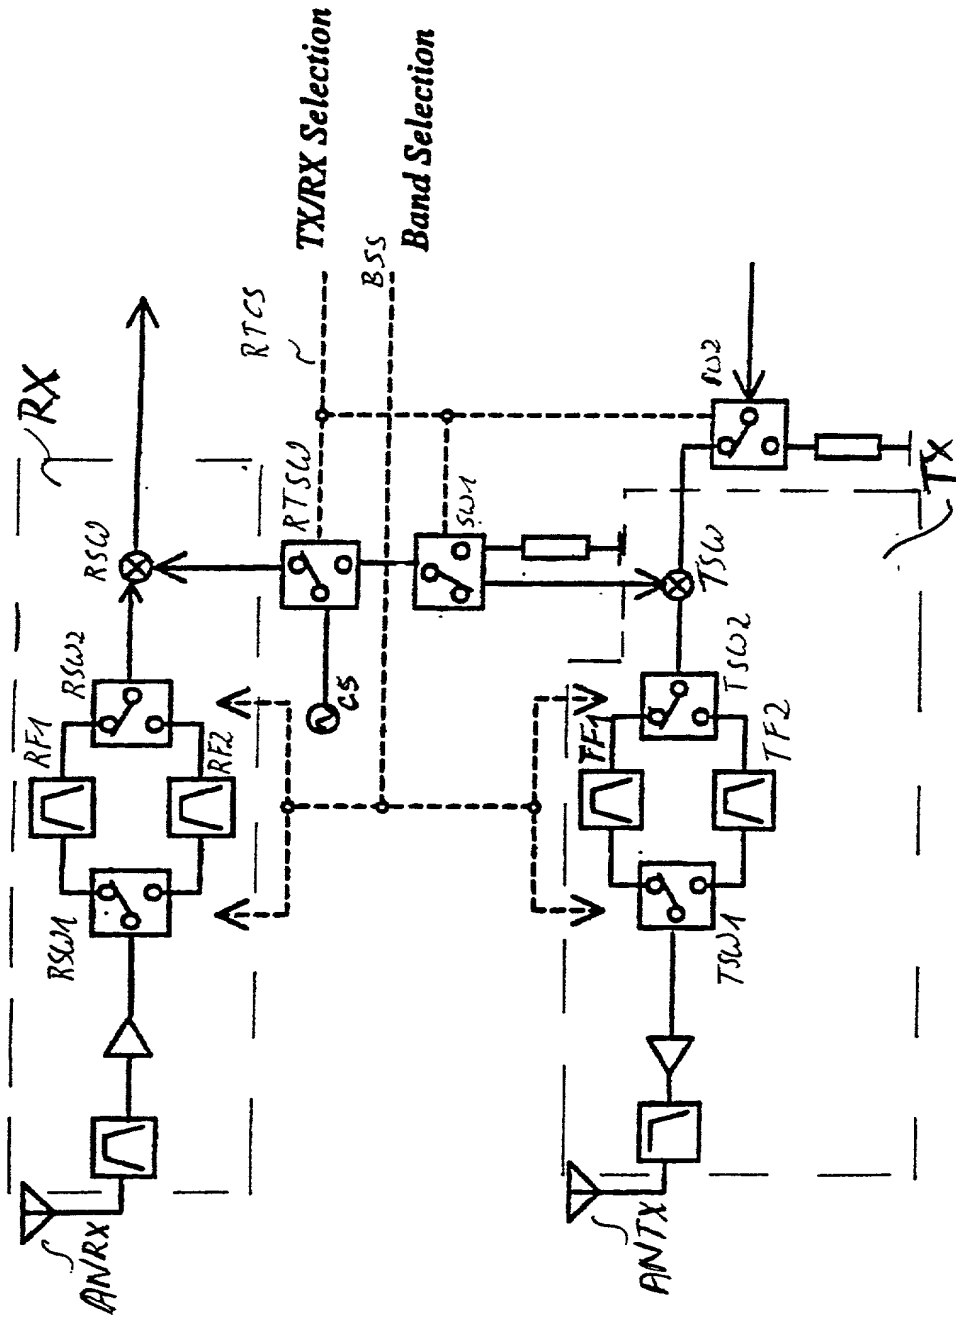 RX
ANRX
RSW1
RF1
RF2
RSW2
RSW
RTSW
RTCS
TX/RX Selection
BSS
Band Selection
GS
SW1
SW2
TSW
TSW2
TF1
TF2
TSW1
ANTX
TX